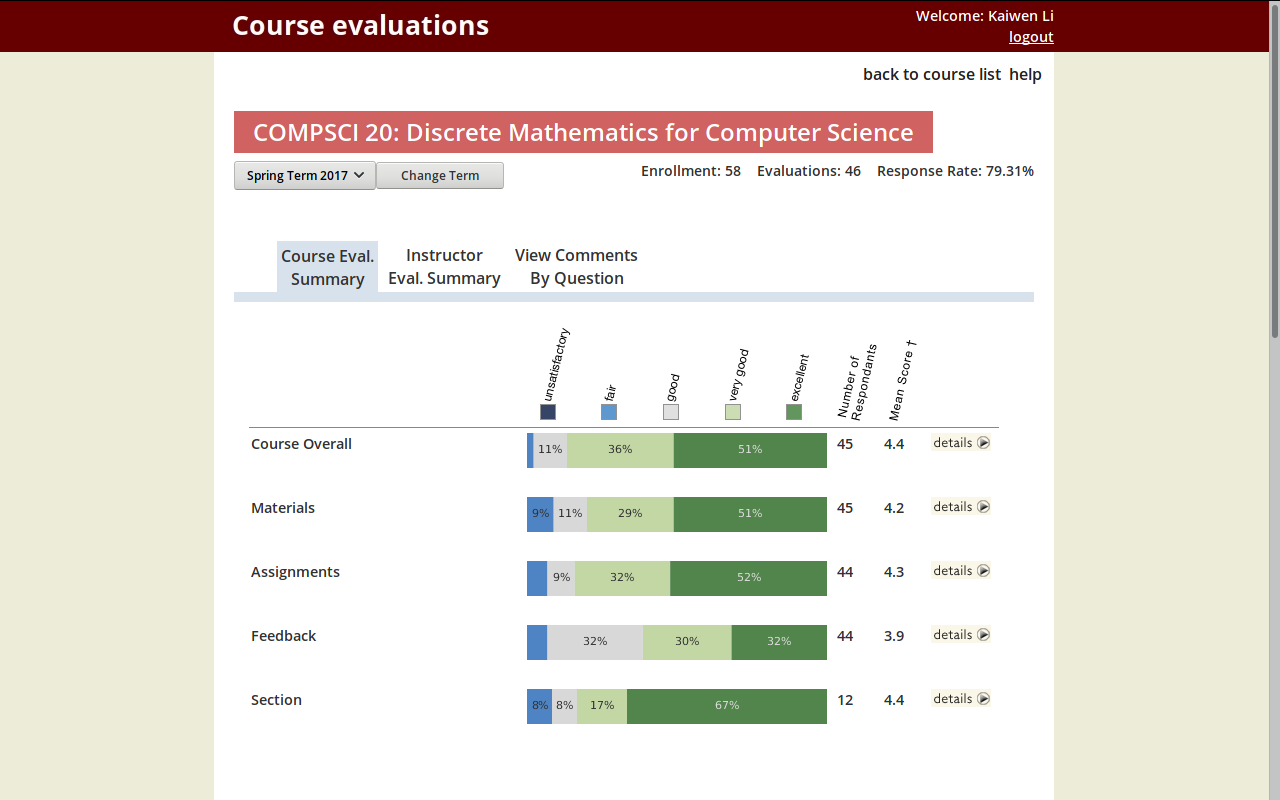 Course evaluations
Welcome: Kaiwen Li
logout
back to course list help
COMPSCI 20: Discrete Mathematics for Computer Science
Spring Term 2017
Change Term
Enrollment: 58 Evaluations: 46 Response Rate: 79.31%
Course Eval.
Summary
Instructor
Eval. Summary
View Comments
By Question
unsatisfactory
fair
good
very good
excellent
Number of
Respondants
Mean Score †
Course Overall 11% 36% 51% 45 4.4 details
Materials 9% 11% 29% 51% 45 4.2 details
Assignments 9% 32% 52% 44 4.3 details
Feedback 32% 30% 32% 44 3.9 details
Section 8% 8% 17% 67% 12 4.4 details